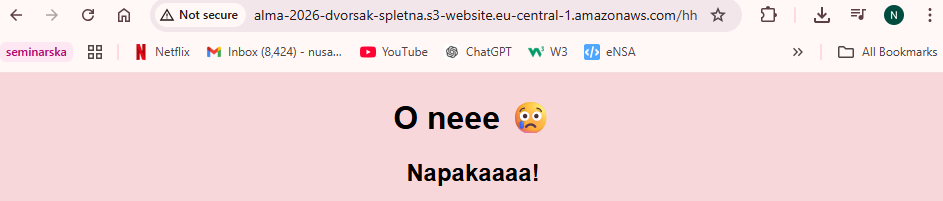 Not secure alma-2026-dvorsak-spletna.s3-website.eu-central-1.amazonaws.com/hh N
seminarska Netflix Inbox (8,424) - nusa... YouTube ChatGPT W3 eNSA » All Bookmarks
O neee 😢
Napakaaaa!